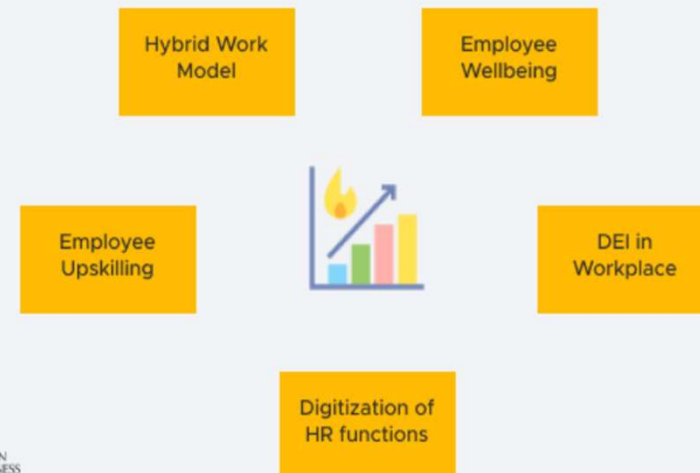 Hybrid Work
Model
Employee
Wellbeing
Employee
Upskilling
DEI in
Workplace
Digitization of
HR functions